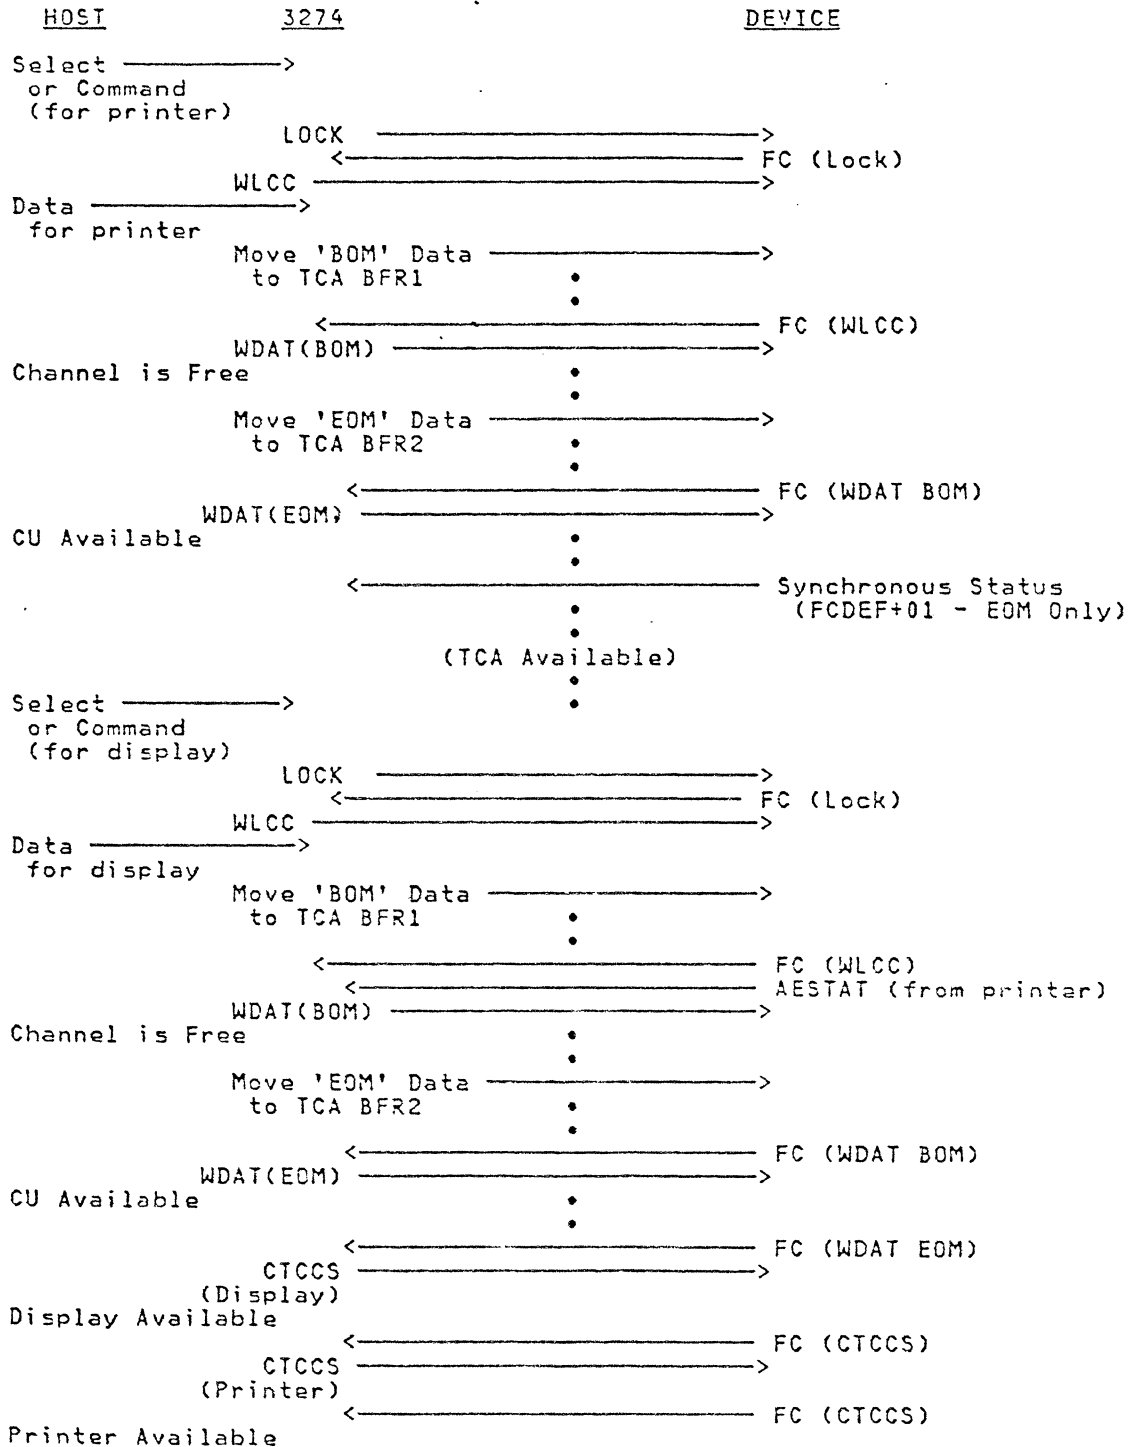 HOST 3274 DEVICE
Select
or Command
(for printer)
LOCK
FC (Lock)
WLCC
Data
for printer
Move 'BOM' Data
to TCA BFR1
FC (WLCC)
WDAT(BOM)
Channel is Free
Move 'EOM' Data
to TCA BFR2
FC (WDAT BOM)
WDAT(EOM)
CU Available
Synchronous Status
(FCDEF+01 - EOM Only)
(TCA Available)
Select
or Command
(for display)
LOCK
FC (Lock)
WLCC
Data
for display
Move 'BOM' Data
to TCA BFR1
FC (WLCC)
AESTAT (from printer)
WDAT(BOM)
Channel is Free
Move 'EOM' Data
to TCA BFR2
FC (WDAT BOM)
WDAT(EOM)
CU Available
FC (WDAT EOM)
CTCCS
(Display)
Display Available
FC (CTCCS)
CTCCS
(Printer)
FC (CTCCS)
Printer Available